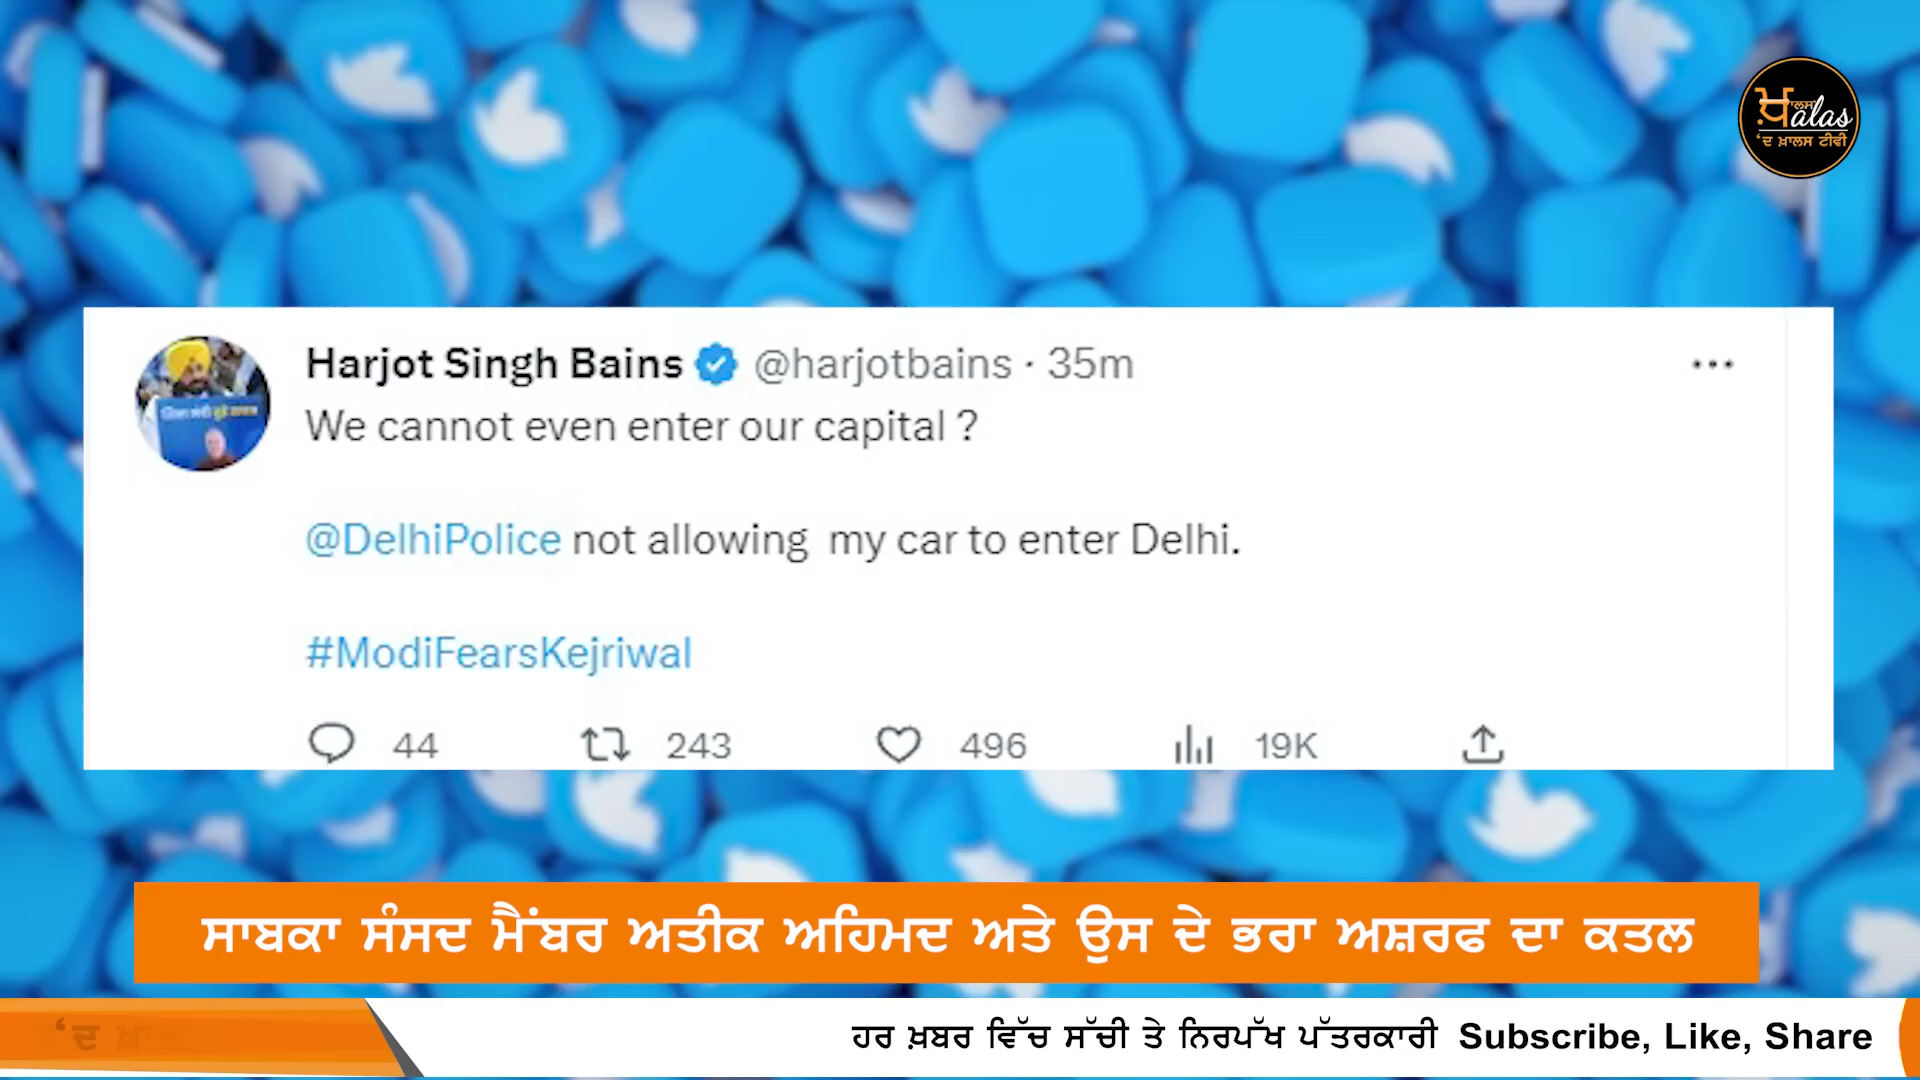 ਖ਼ਾਲਸ alas
'ਦ ਖ਼ਾਲਸ ਟੀਵੀ
Harjot Singh Bains @harjotbains · 35m
We cannot even enter our capital ?
@DelhiPolice not allowing my car to enter Delhi.
#ModiFearsKejriwal
44 243 496 19K
ਸਾਬਕਾ ਸੰਸਦ ਮੈਂਬਰ ਅਤੀਕ ਅਹਿਮਦ ਅਤੇ ਉਸ ਦੇ ਭਰਾ ਅਸ਼ਰਫ ਦਾ ਕਤਲ
ਹਰ ਖ਼ਬਰ ਵਿੱਚ ਸੱਚੀ ਤੇ ਨਿਰਪੱਖ ਪੱਤਰਕਾਰੀ Subscribe, Like, Share